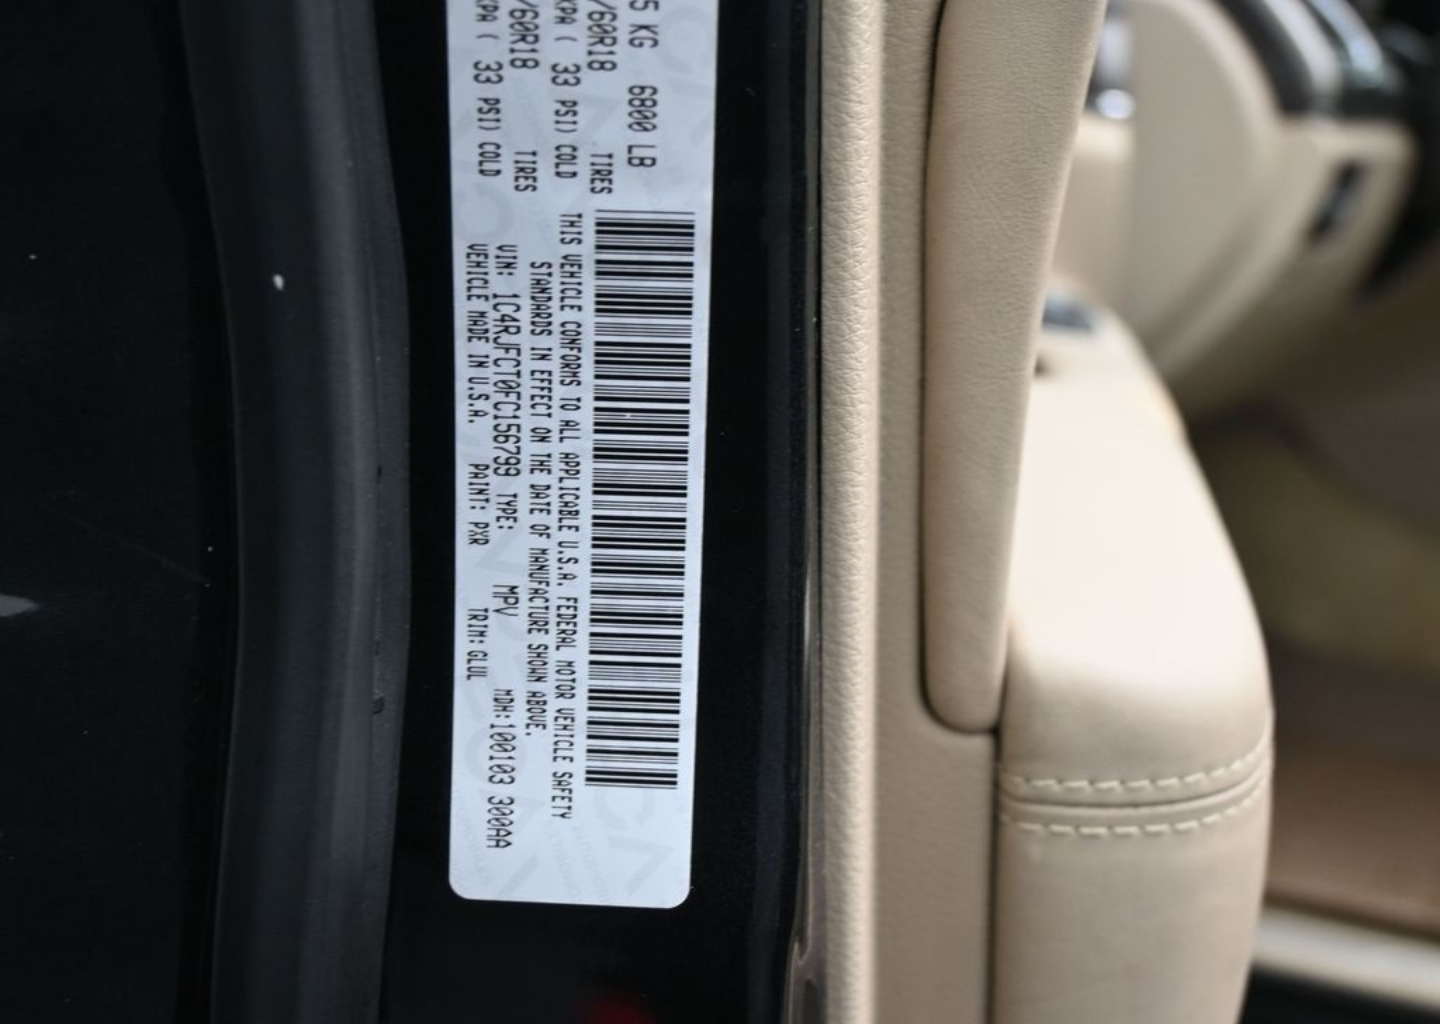 5 KG 6800 LB
/60R18 TIRES
KPA ( 33 PSI) COLD
/60R18 TIRES
KPA ( 33 PSI) COLD
THIS VEHICLE CONFORMS TO ALL APPLICABLE U.S.A. FEDERAL MOTOR VEHICLE SAFETY
STANDARDS IN EFFECT ON THE DATE OF MANUFACTURE SHOWN ABOVE.
VIN: 1C4RJFCT0FC156799 TYPE: MPV MDH:100103 300AA
VEHICLE MADE IN U.S.A. PAINT: PXR TRIM: GLUL